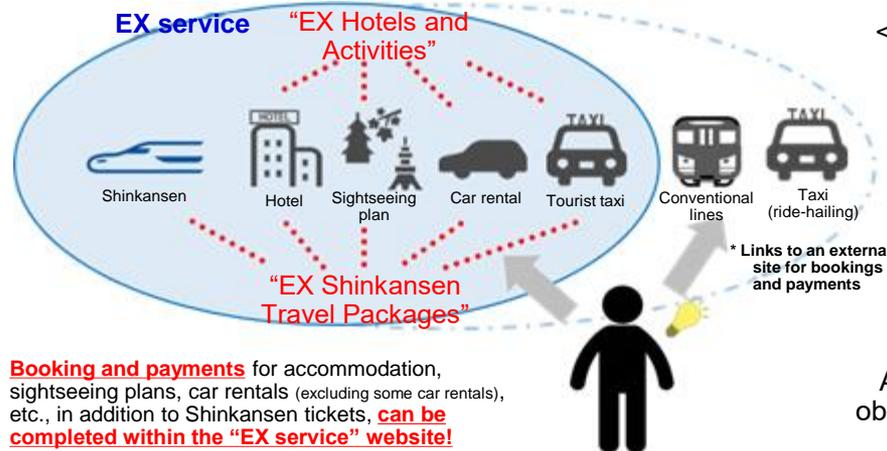 EX service
“EX Hotels and
Activities”
<
HOTEL
TAXI
TAXI
Shinkansen
Hotel
Sightseeing
plan
Car rental
Tourist taxi
Conventional
lines
Taxi
(ride-hailing)
* Links to an externa
site for bookings
and payments
“EX Shinkansen
Travel Packages”
Booking and payments for accommodation,
sightseeing plans, car rentals (excluding some car rentals),
etc., in addition to Shinkansen tickets, can be
completed within the “EX service” website!
A
ob